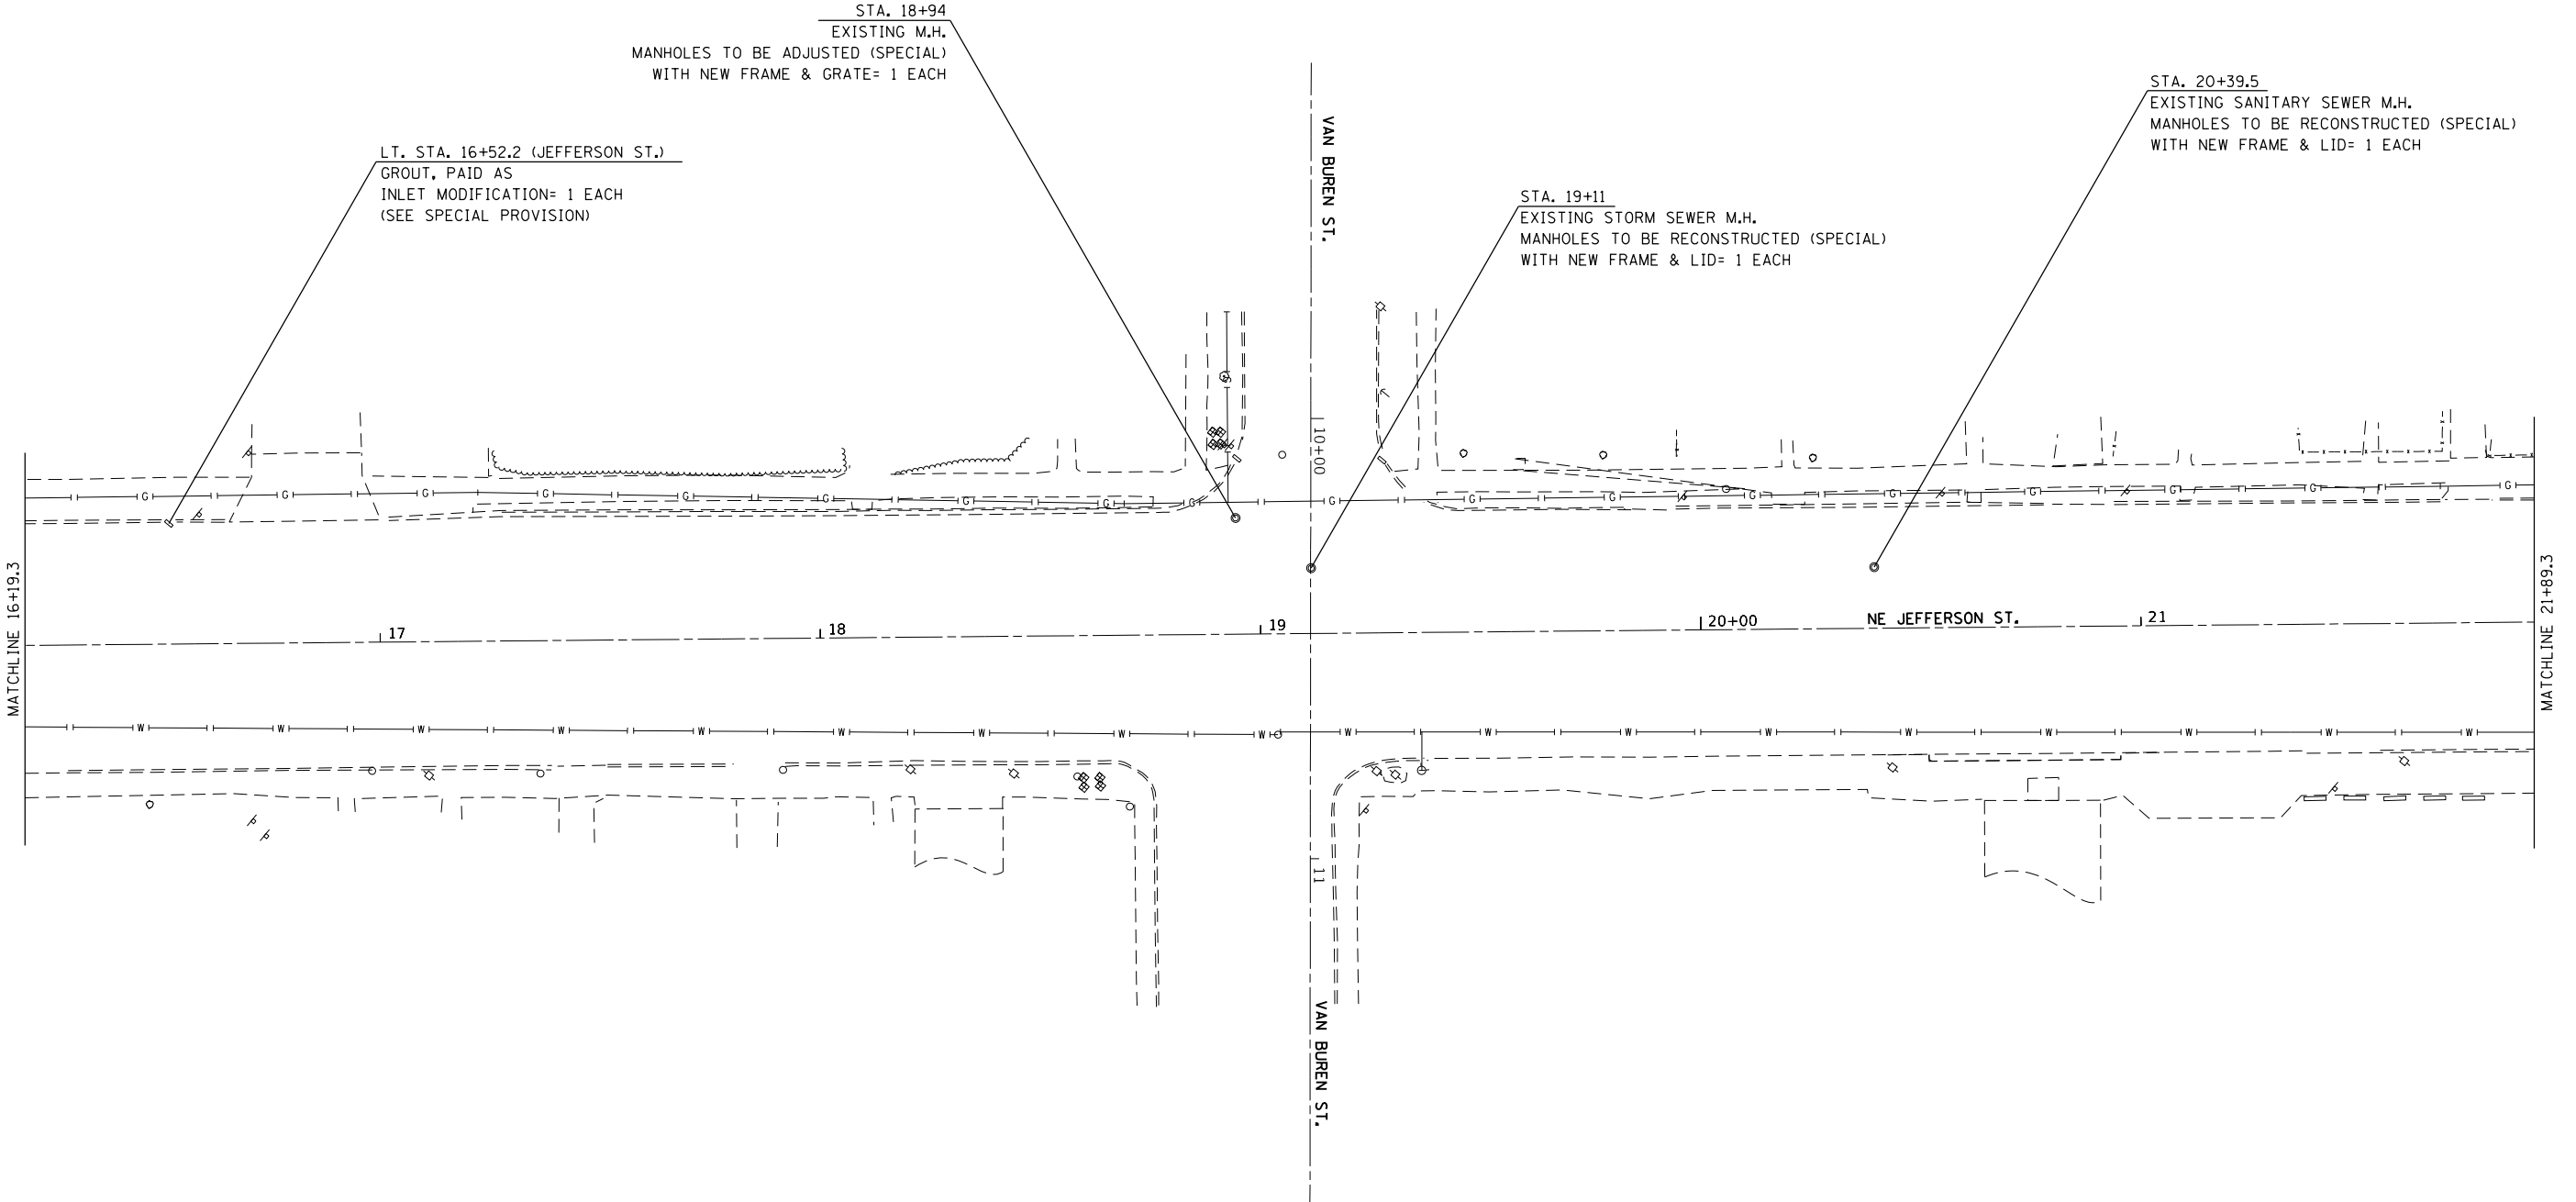 STA. 18+94
EXISTING M.H.
MANHOLES TO BE ADJUSTED (SPECIAL)
WITH NEW FRAME & GRATE= 1 EACH
STA. 20+39.5
EXISTING SANITARY SEWER M.H.
MANHOLES TO BE RECONSTRUCTED (SPECIAL)
WITH NEW FRAME & LID= 1 EACH
LT. STA. 16+52.2 (JEFFERSON ST.)
GROUT, PAID AS
INLET MODIFICATION= 1 EACH
(SEE SPECIAL PROVISION)
VAN BUREN ST.
STA. 19+11
EXISTING STORM SEWER M.H.
MANHOLES TO BE RECONSTRUCTED (SPECIAL)
WITH NEW FRAME & LID= 1 EACH
S
10+00
G G G G G G G G G G G G G G G G G G
MATCHLINE 16+19.3
17 18 19 20+00 NE JEFFERSON ST. 21
MATCHLINE 21+89.3
W W W W W W W W W W W W W W W W W W
11
VAN BUREN ST.